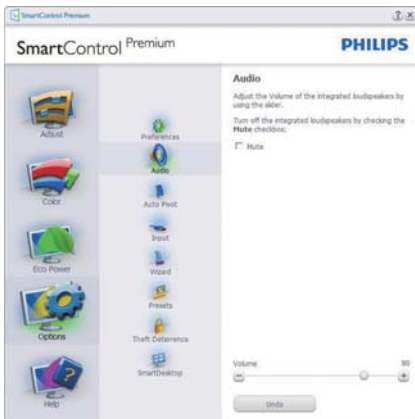 SmartControl Premium
SmartControl Premium
PHILIPS
Adjust
Color
Eco Power
Options
Help
Preferences
Audio
Auto Pivot
Input
Wizard
Presets
Theft Deterrence
SmartDesktop
Audio
Adjust the Volume of the integrated loudspeakers by
using the slider.
Turn off the integrated loudspeakers by checking the
Mute checkbox.
Mute
Volume 80
Undo